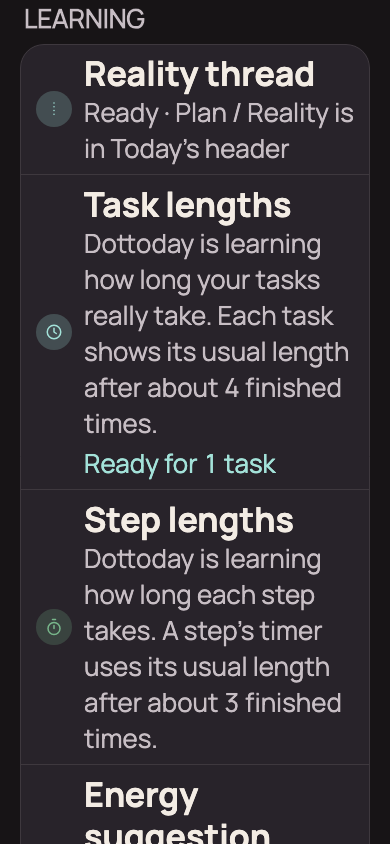 LEARNING
Reality thread
Ready · Plan / Reality is
in Today's header
Task lengths
Dottoday is learning
how long your tasks
really take. Each task
shows its usual length
after about 4 finished
times.
Ready for 1 task
Step lengths
Dottoday is learning
how long each step
takes. A step's timer
uses its usual length
after about 3 finished
times.
Energy
suggestion